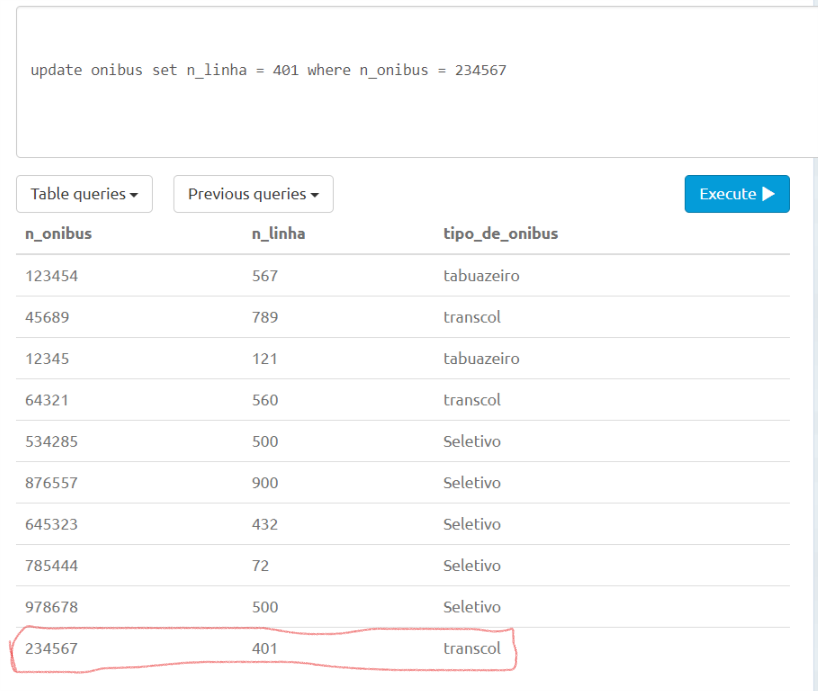 update onibus set n_linha = 401 where n_onibus = 234567
Table queries Previous queries Execute
n_onibus n_linha tipo_de_onibus
123454 567 tabuazeiro
45689 789 transcol
12345 121 tabuazeiro
64321 560 transcol
534285 500 Seletivo
876557 900 Seletivo
645323 432 Seletivo
785444 72 Seletivo
978678 500 Seletivo
234567 401 transcol